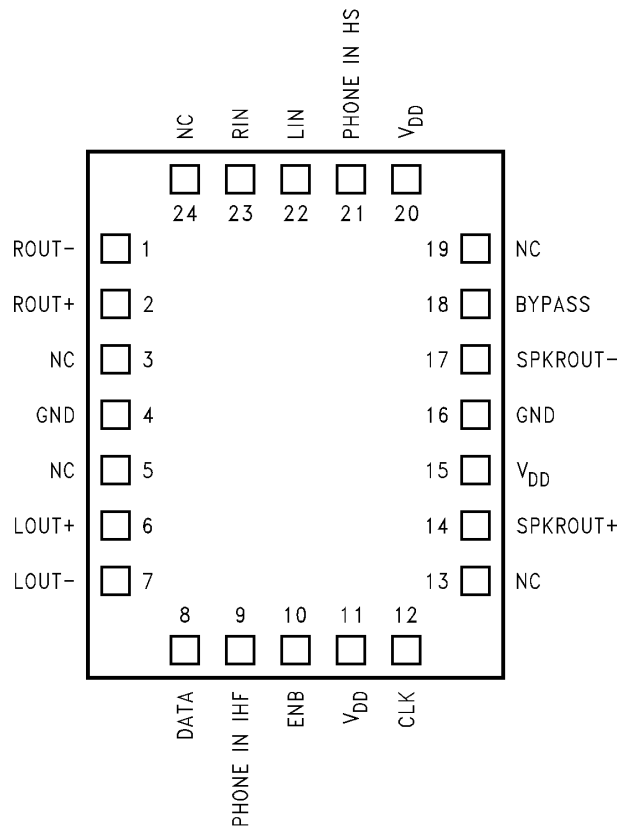 NC
RIN
LIN
PHONE IN HS
VDD
24 23 22 21 20
ROUT- 1
19 NC
ROUT+ 2
18 BYPASS
NC 3
17 SPKROUT-
GND 4
16 GND
NC 5
15 VDD
LOUT+ 6
14 SPKROUT+
LOUT- 7
13 NC
8 9 10 11 12
DATA
PHONE IN IHF
ENB
VDD
CLK